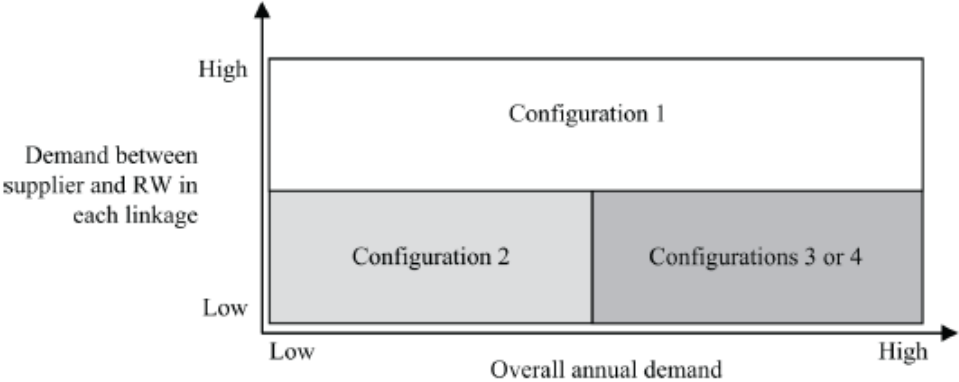 High
Configuration 1
Demand between
supplier and RW in
each linkage
Configuration 2
Configurations 3 or 4
Low
Low
High
Overall annual demand